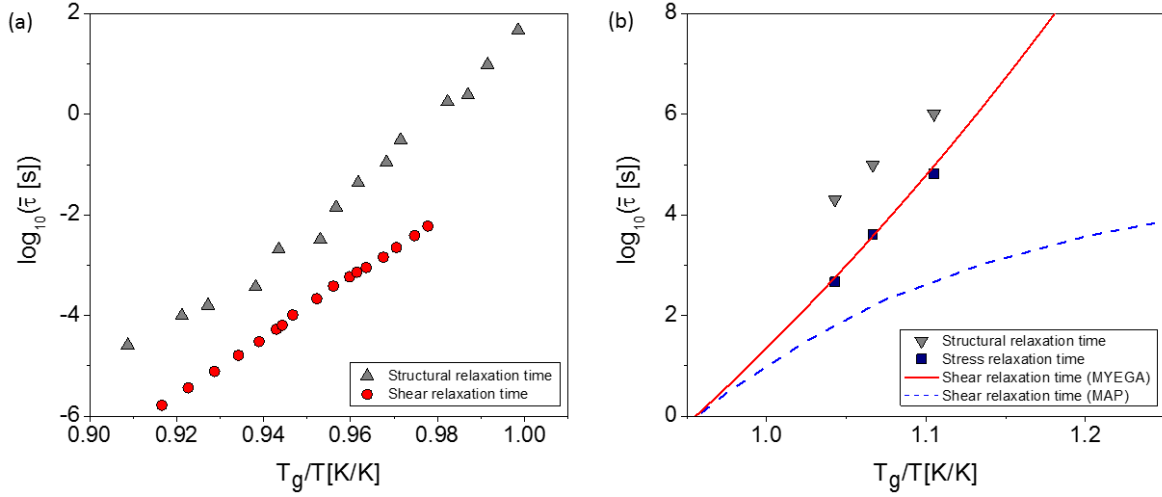 (a)
2
0
-2
-4
-6
log₁₀(τ̄ [s])
0.90
0.92
0.94
0.96
0.98
1.00
T_g/T[K/K]
Structural relaxation time
Shear relaxation time
(b)
8
6
4
2
0
log₁₀(τ̄ [s])
1.0
1.1
1.2
T_g/T[K/K]
Structural relaxation time
Stress relaxation time
Shear relaxation time (MYEGA)
Shear relaxation time (MAP)